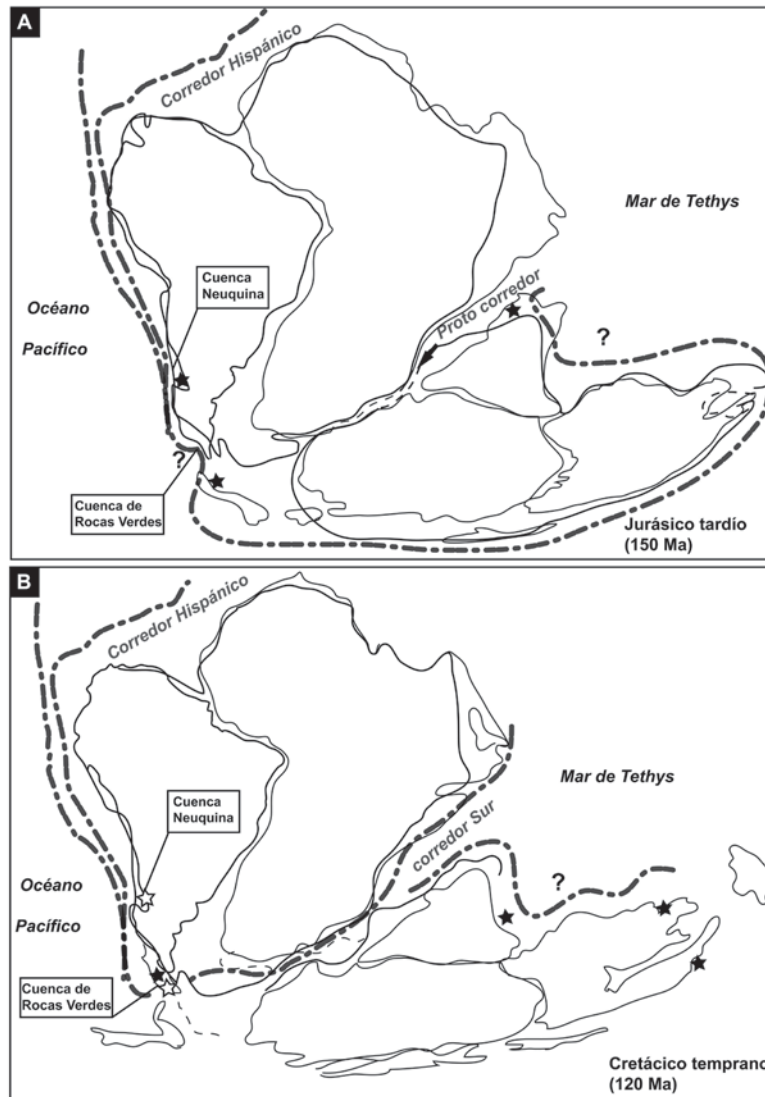 A
Corredor Hispánico
Mar de Tethys
Cuenca
Neuquina
Océano
Pacífico
Proto corredor
?
?
Cuenca de
Rocas Verdes
Jurásico tardío
(150 Ma)
B
Corredor Hispánico
Mar de Tethys
Cuenca
Neuquina
corredor Sur
Océano
Pacífico
?
Cuenca de
Rocas Verdes
Cretácico temprano
(120 Ma)